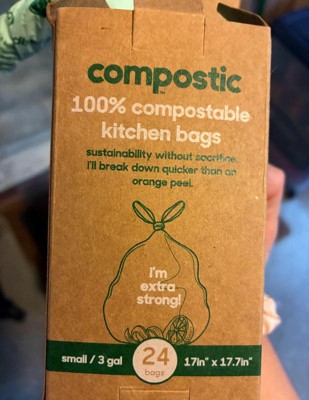 compostic
100% compostable
kitchen bags
sustainability without sacrifice.
I'll break down quicker than an
orange peel.
i'm
extra
strong!
small / 3 gal
24
bags
17in" x 17.7in"